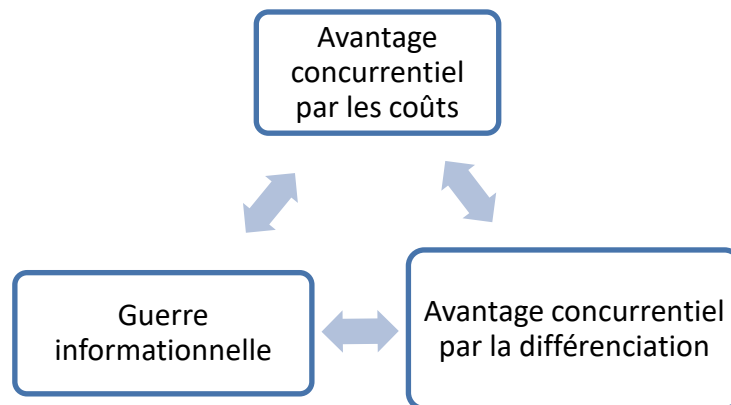 Avantage
concurrentiel
par les coûts
Guerre
informationnelle
Avantage concurrentiel
par la différenciation